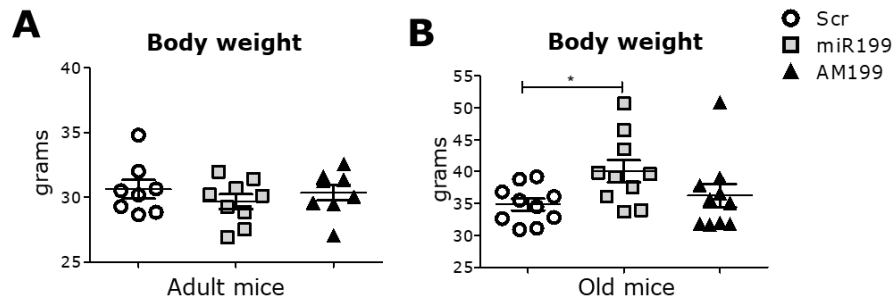 A
Body weight
40
35
30
25
grams
Adult mice
B
Body weight
55
50
45
40
35
30
25
grams
*
Old mice
Scr
miR199
AM199